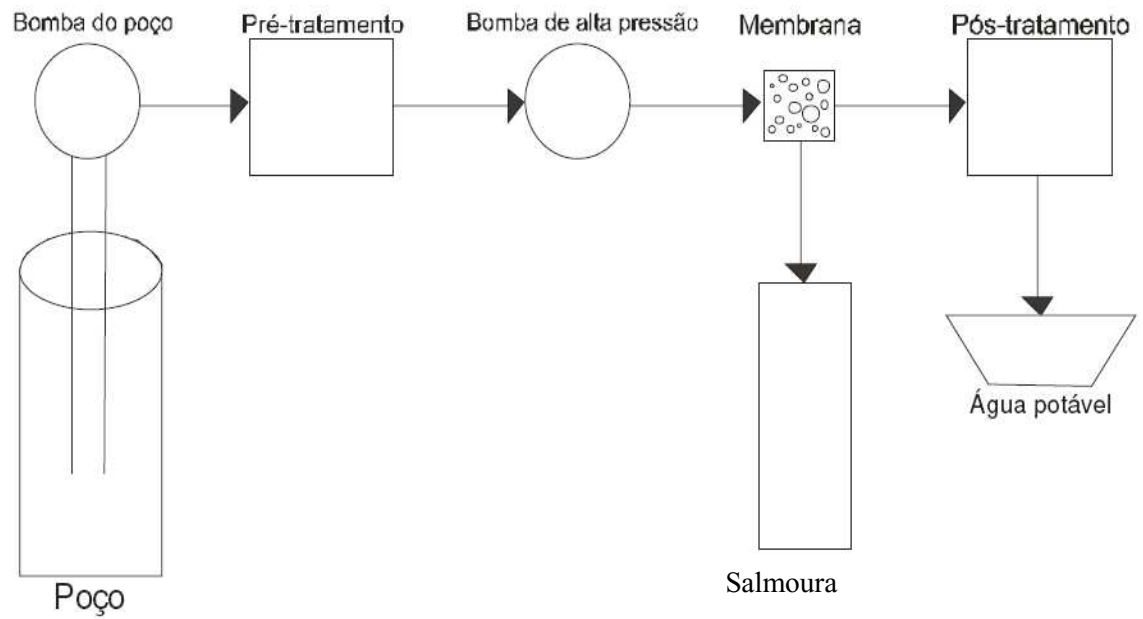 Bomba do poço
Pré-tratamento
Bomba de alta pressão
Membrana
Pós-tratamento
Água potável
Salmoura
Poço